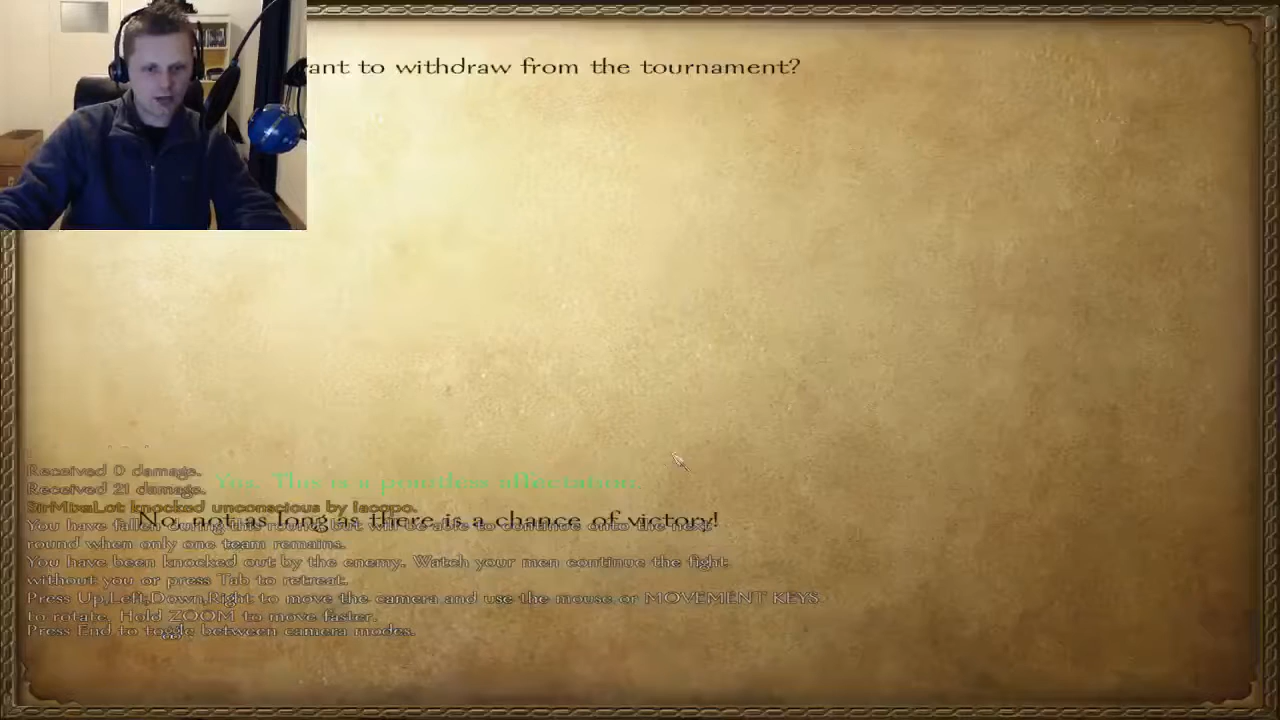 ant to withdraw from the tournament?
Received 0 damage.
Received 21 damage.
Yes. This is a pointless affectation.
SirMixaLot knocked unconscious by Iacopo.
No, not as long as there is a chance of victory!
You have fallen during this round, but will be able to continue onto the next
round when only one team remains.
You have been knocked out by the enemy. Watch your men continue the fight
without you or press Tab to retreat.
Press Up,Left,Down,Right to move the camera and use the mouse or MOVEMENT KEYS
to rotate. Hold ZOOM to move faster.
Press End to toggle between camera modes.